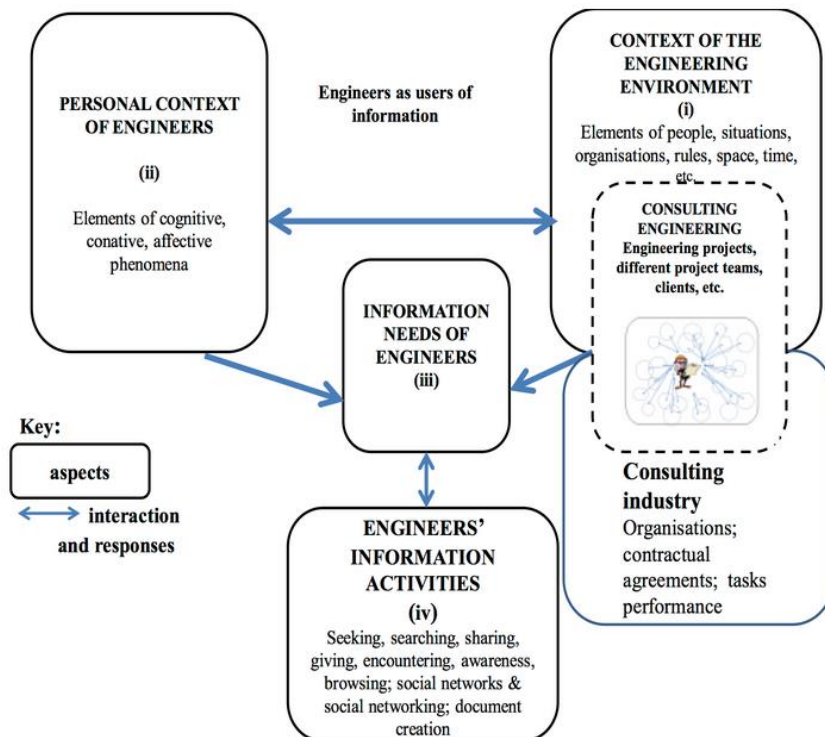 PERSONAL CONTEXT
OF ENGINEERS
(ii)
Elements of cognitive,
conative, affective
phenomena
Engineers as users of
information
CONTEXT OF THE
ENGINEERING
ENVIRONMENT
(i)
Elements of people, situations,
organisations, rules, space, time,
etc.
CONSULTING
ENGINEERING
Engineering projects,
different project teams,
clients, etc.
INFORMATION
NEEDS OF
ENGINEERS
(iii)
Key:
aspects
interaction
and responses
Consulting
industry
Organisations;
contractual
agreements; tasks
performance
ENGINEERS’
INFORMATION
ACTIVITIES
(iv)
Seeking, searching, sharing,
giving, encountering, awareness,
browsing; social networks &
social networking; document
creation